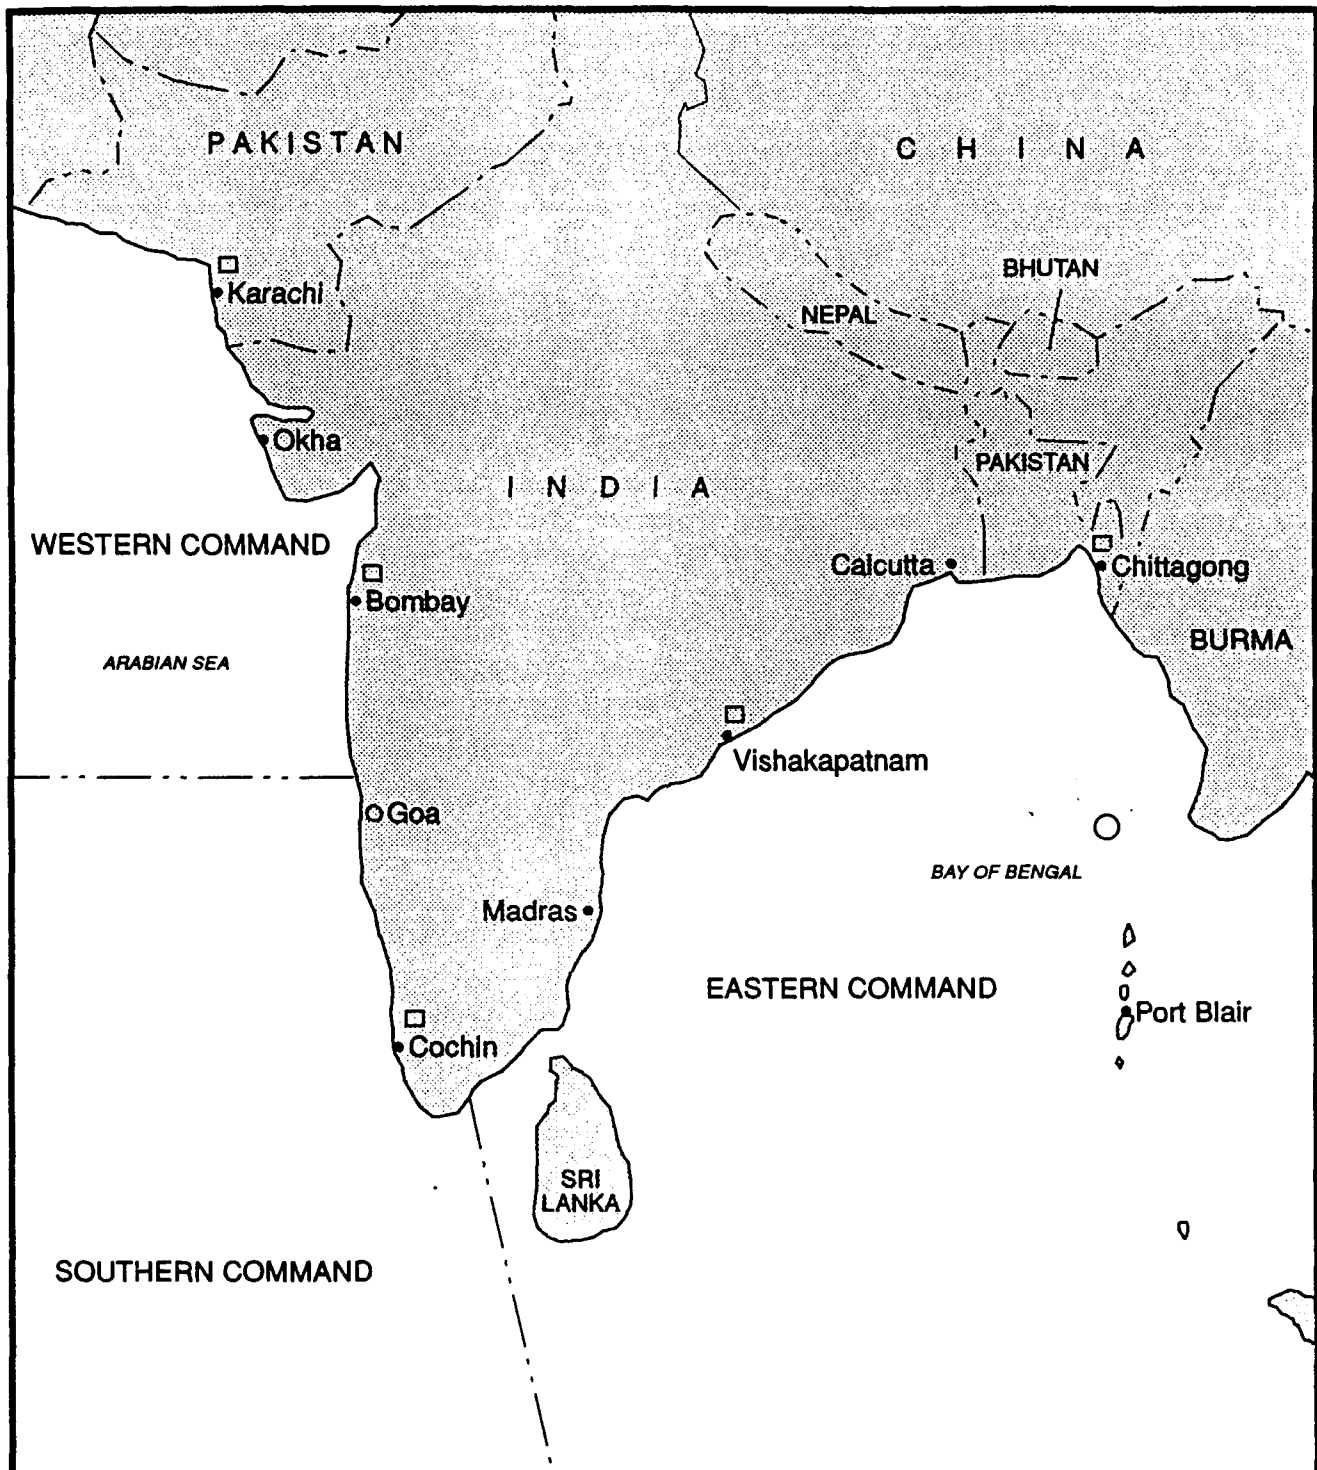 PAKISTAN
CHINA
BHUTAN
Karachi
NEPAL
Okha
PAKISTAN
INDIA
WESTERN COMMAND
Calcutta
Chittagong
Bombay
BURMA
ARABIAN SEA
Vishakapatnam
Goa
BAY OF BENGAL
Madras
EASTERN COMMAND
Port Blair
Cochin
SRI
LANKA
SOUTHERN COMMAND